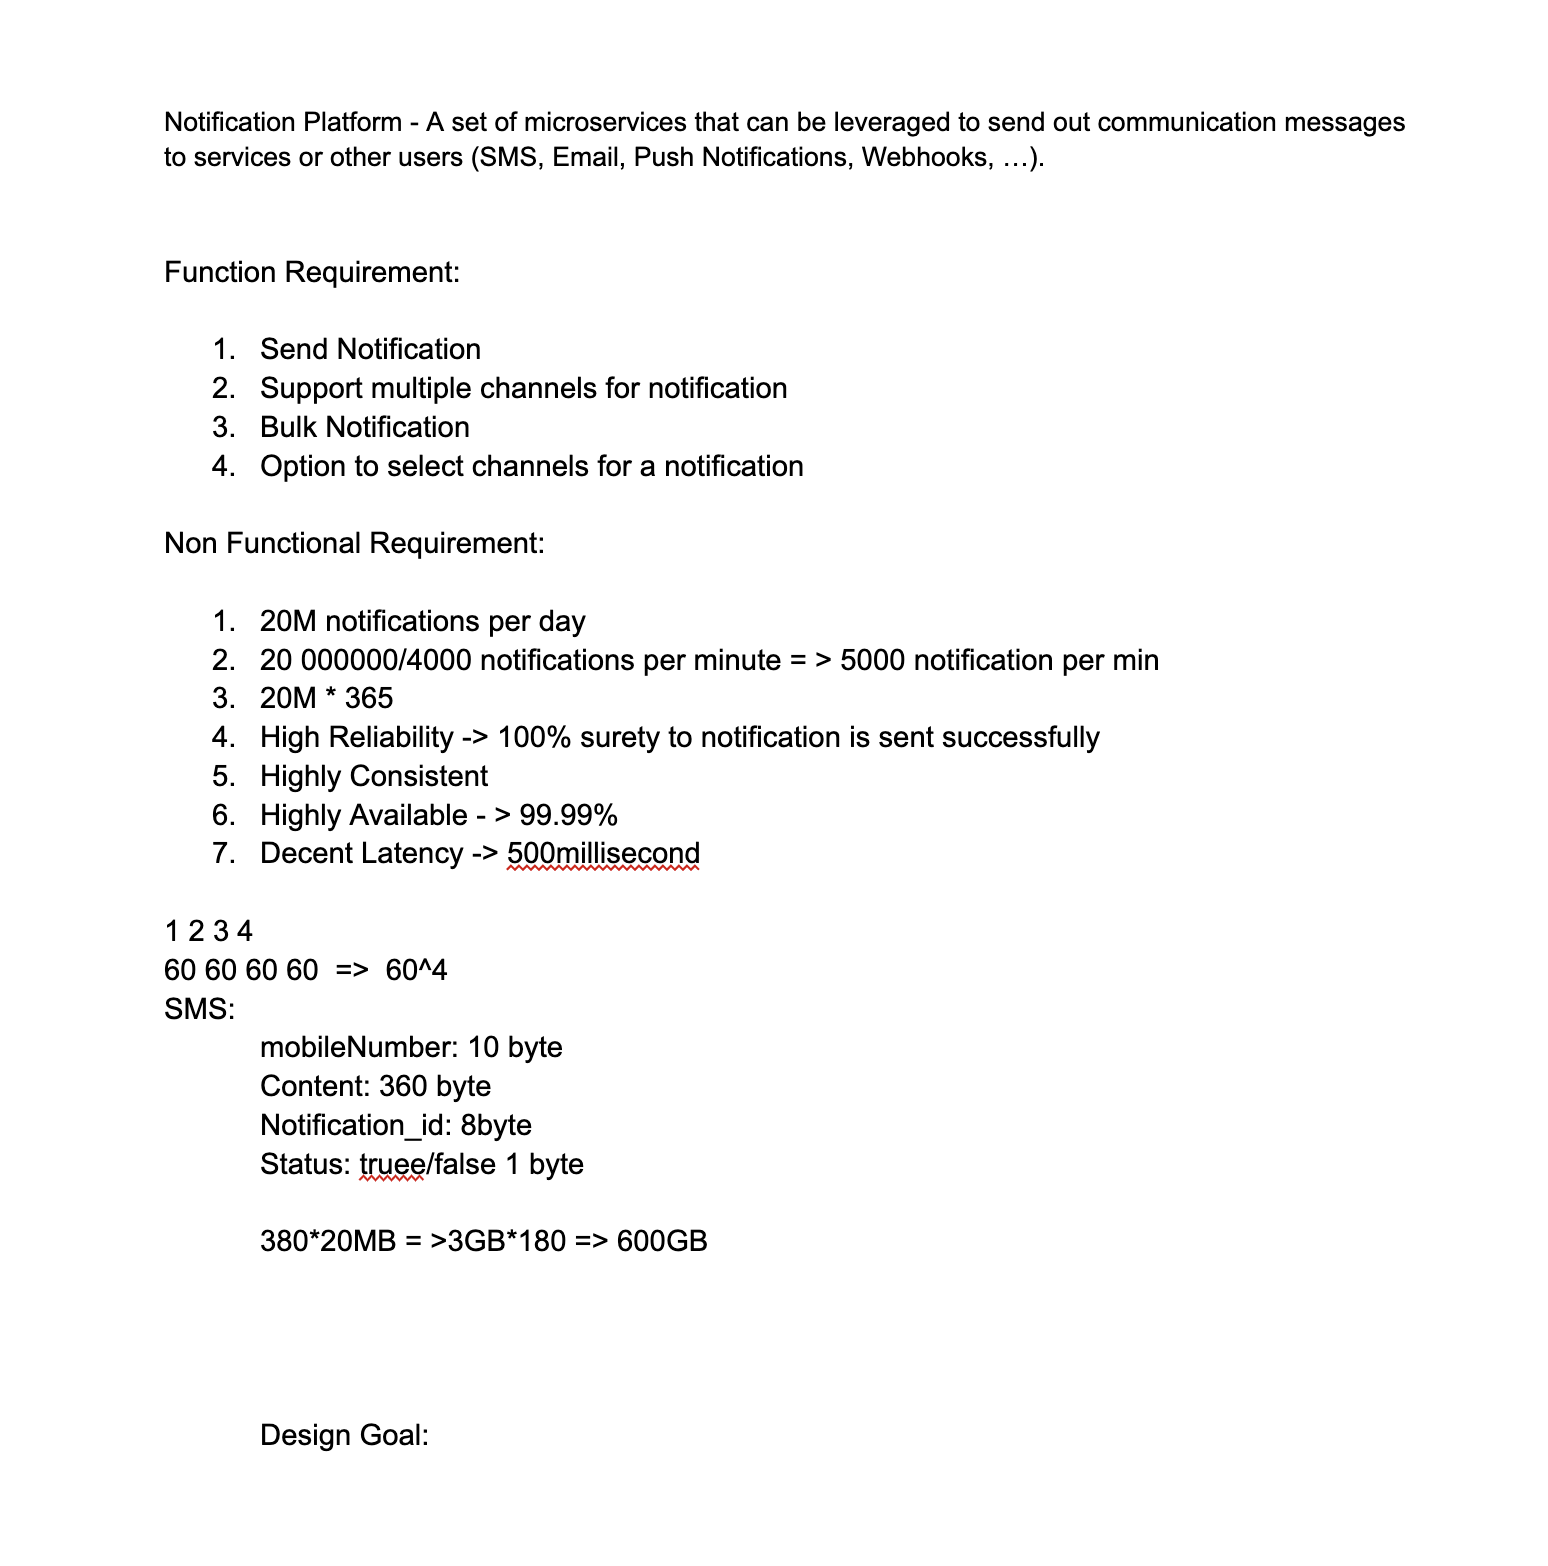 Notification Platform - A set of microservices that can be leveraged to send out communication messages
to services or other users (SMS, Email, Push Notifications, Webhooks, …).
Function Requirement:
1. Send Notification
2. Support multiple channels for notification
3. Bulk Notification
4. Option to select channels for a notification
Non Functional Requirement:
1. 20M notifications per day
2. 20 000000/4000 notifications per minute = > 5000 notification per min
3. 20M * 365
4. High Reliability -> 100% surety to notification is sent successfully
5. Highly Consistent
6. Highly Available - > 99.99%
7. Decent Latency -> 500millisecond
1 2 3 4
60 60 60 60  =>  60^4
SMS:
mobileNumber: 10 byte
Content: 360 byte
Notification_id: 8byte
Status: truee/false 1 byte
380*20MB = >3GB*180 => 600GB
Design Goal: